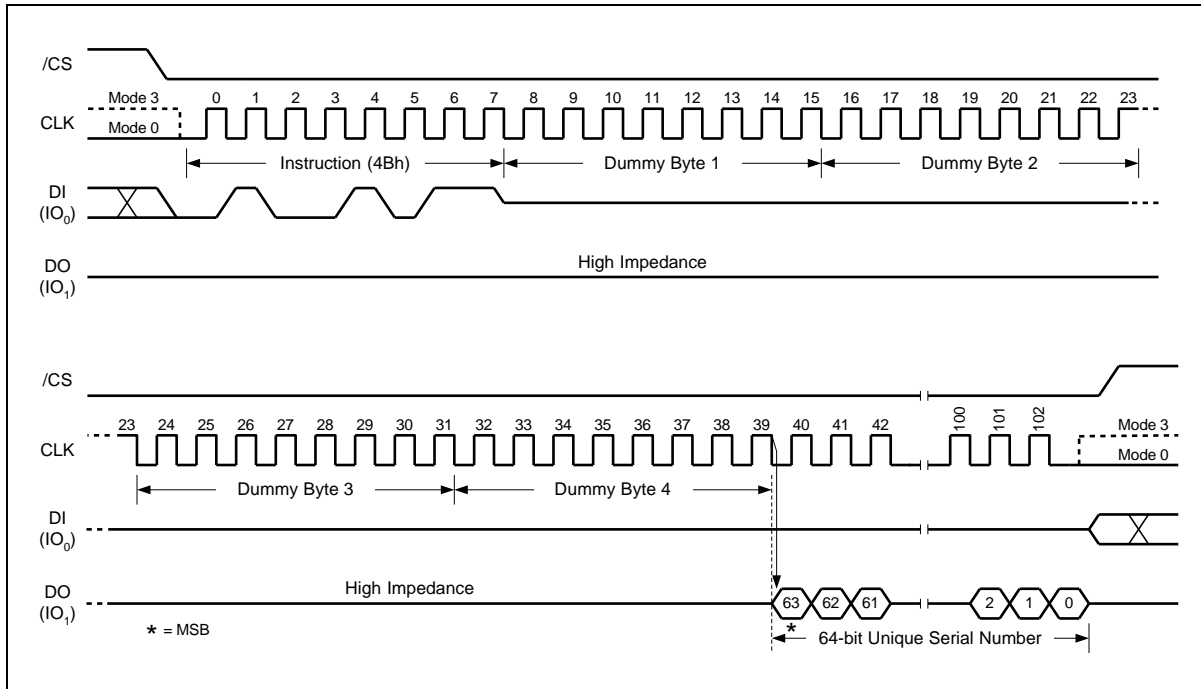 /CS
Mode 3
0 1 2 3 4 5 6 7 8 9 10 11 12 13 14 15 16 17 18 19 20 21 22 23
CLK
Mode 0
Instruction (4Bh)
Dummy Byte 1
Dummy Byte 2
DI
(IO0)
High Impedance
DO
(IO1)
/CS
23 24 25 26 27 28 29 30 31 32 33 34 35 36 37 38 39 40 41 42 100 101 102
Mode 3
CLK
Mode 0
Dummy Byte 3
Dummy Byte 4
DI
(IO0)
High Impedance
DO
(IO1)
63 62 61 2 1 0
* = MSB
*
64-bit Unique Serial Number